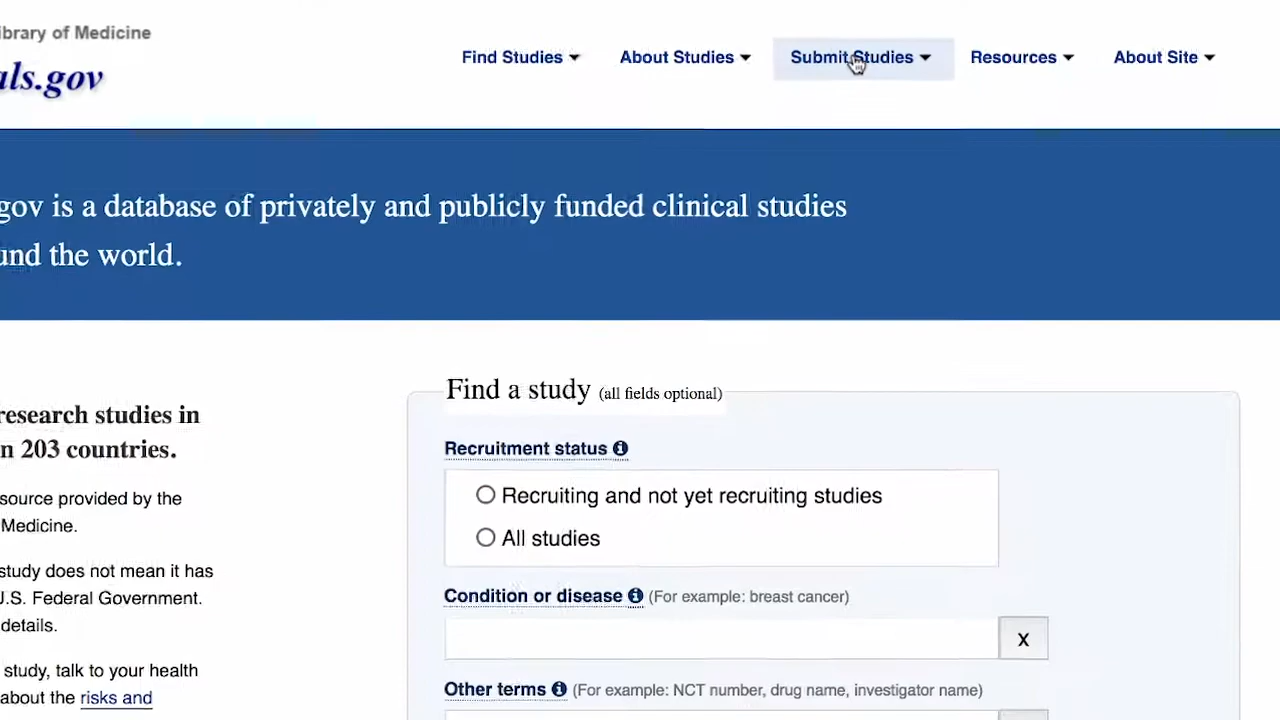 ibrary of Medicine
als.gov
Find Studies
About Studies
Submit Studies
Resources
About Site
gov is a database of privately and publicly funded clinical studies
und the world.
research studies in
n 203 countries.
source provided by the
Medicine.
study does not mean it has
U.S. Federal Government.
details.
study, talk to your health
about the risks and
Find a study (all fields optional)
Recruitment status
Recruiting and not yet recruiting studies
All studies
Condition or disease (For example: breast cancer)
X
Other terms (For example: NCT number, drug name, investigator name)